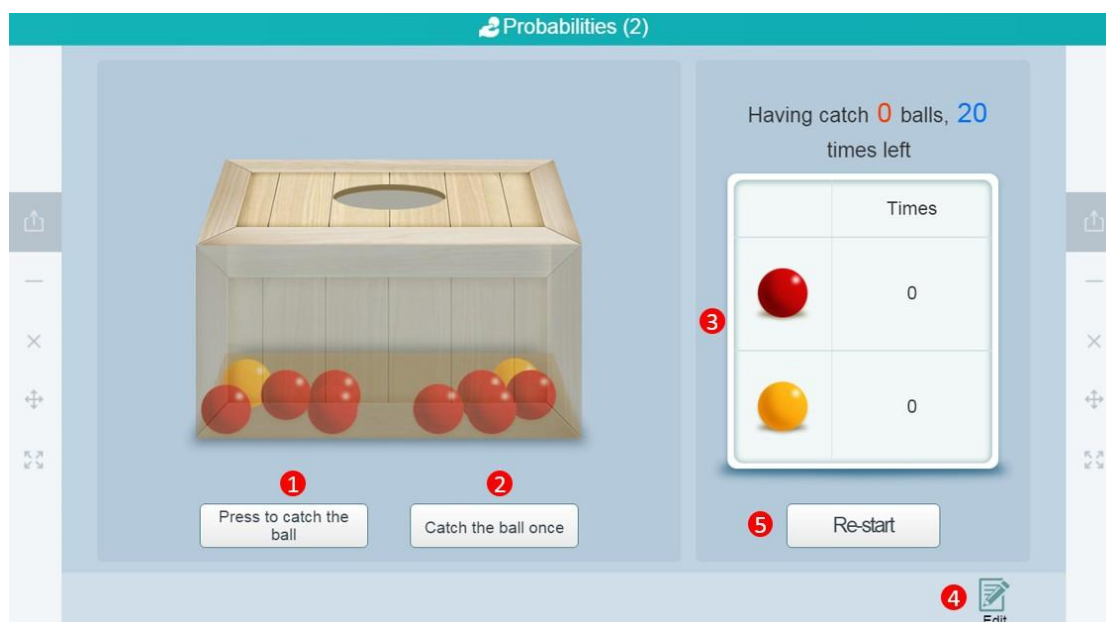 Probabilities (2)
Having catch 0 balls, 20
times left
Times
0
3
0
1
2
Press to catch the
ball
Catch the ball once
5
Re-start
4
Edit